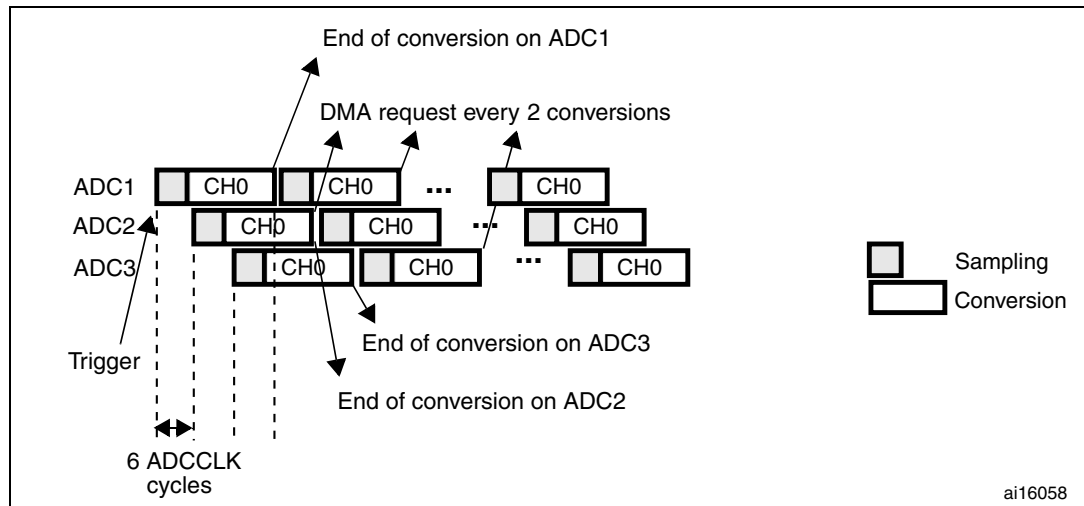 End of conversion on ADC1
DMA request every 2 conversions
ADC1 CH0 CH0 ... CH0
ADC2 CH0 CH0 ... CH0
ADC3 CH0 CH0 ... CH0
Sampling
Conversion
Trigger
End of conversion on ADC3
End of conversion on ADC2
6 ADCCLK
cycles
ai16058